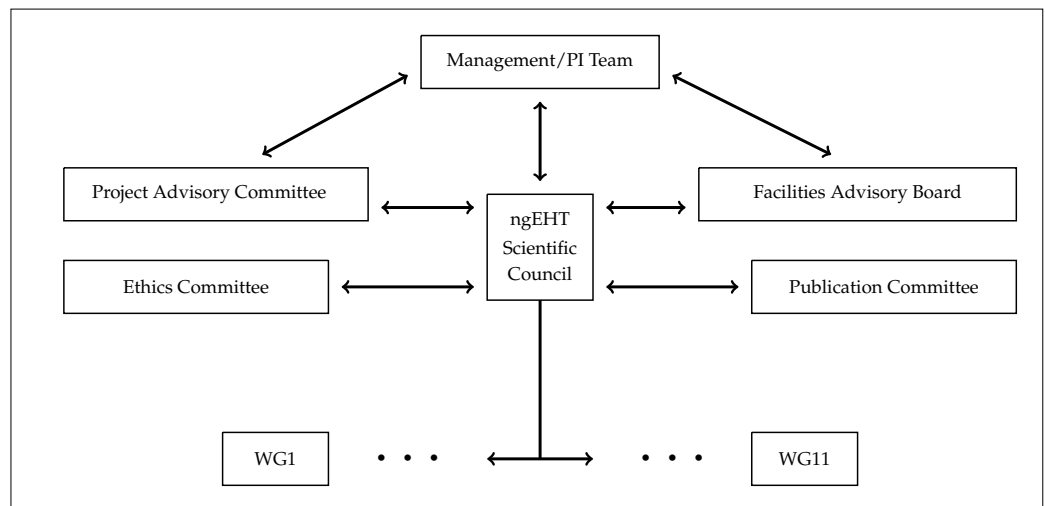 Management/PI Team
Project Advisory Committee
Facilities Advisory Board
ngEHT
Scientific
Council
Ethics Committee
Publication Committee
WG1
• • •
• • •
WG11